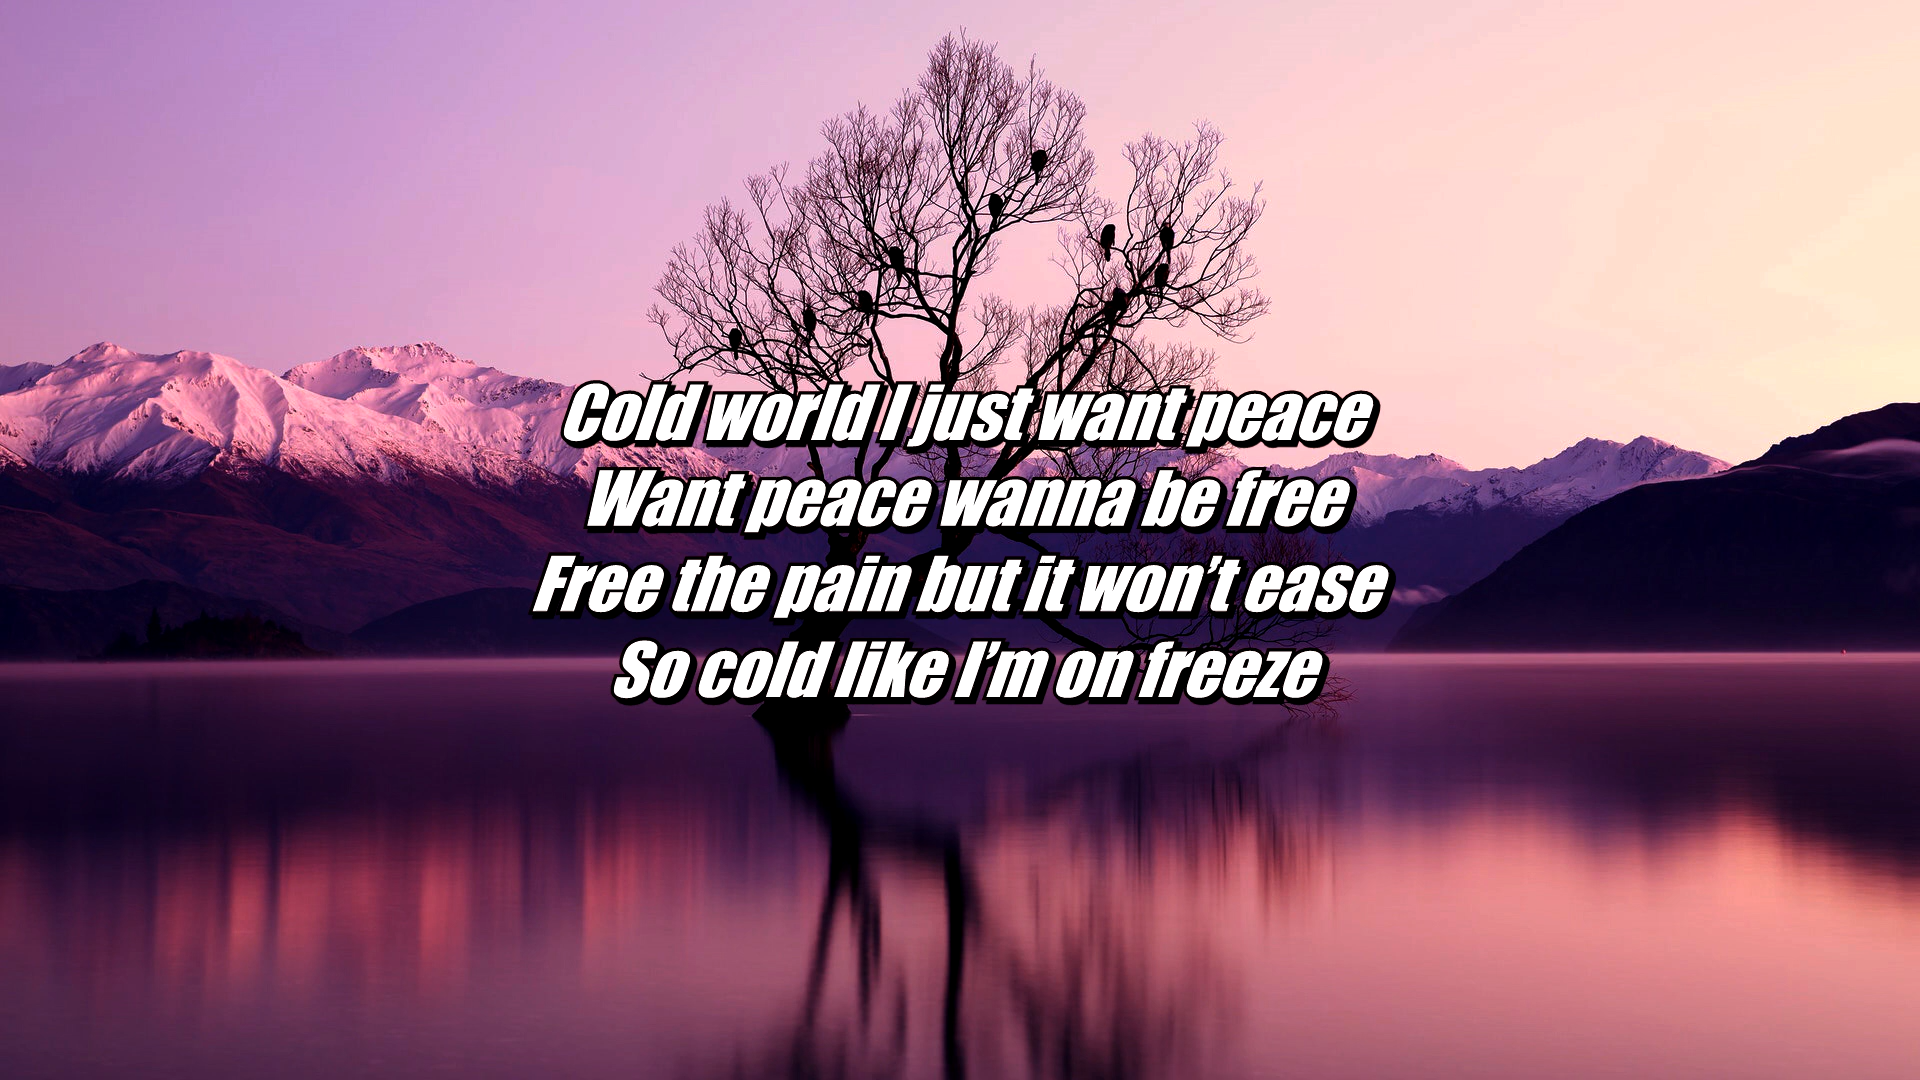 Cold world I just want peace
Want peace wanna be free
Free the pain but it won’t ease
So cold like I’m on freeze